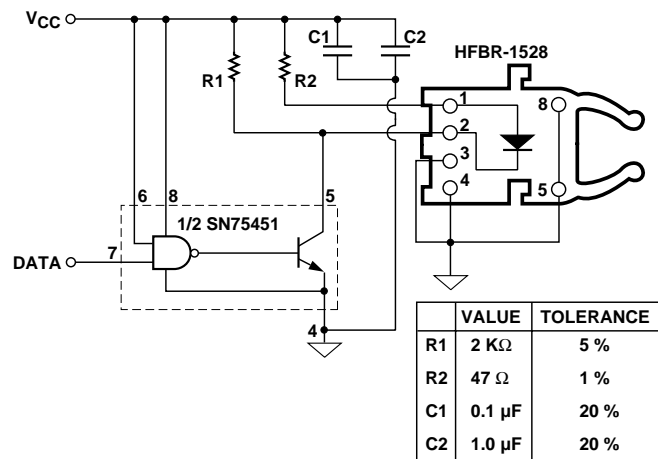 VCC
C1
C2
HFBR-1528
R1
R2
1
8
2
3
4
5
6
8
5
1/2 SN75451
DATA
7
4
VALUE TOLERANCE
R1 2 KΩ 5 %
R2 47 Ω 1 %
C1 0.1 µF 20 %
C2 1.0 µF 20 %